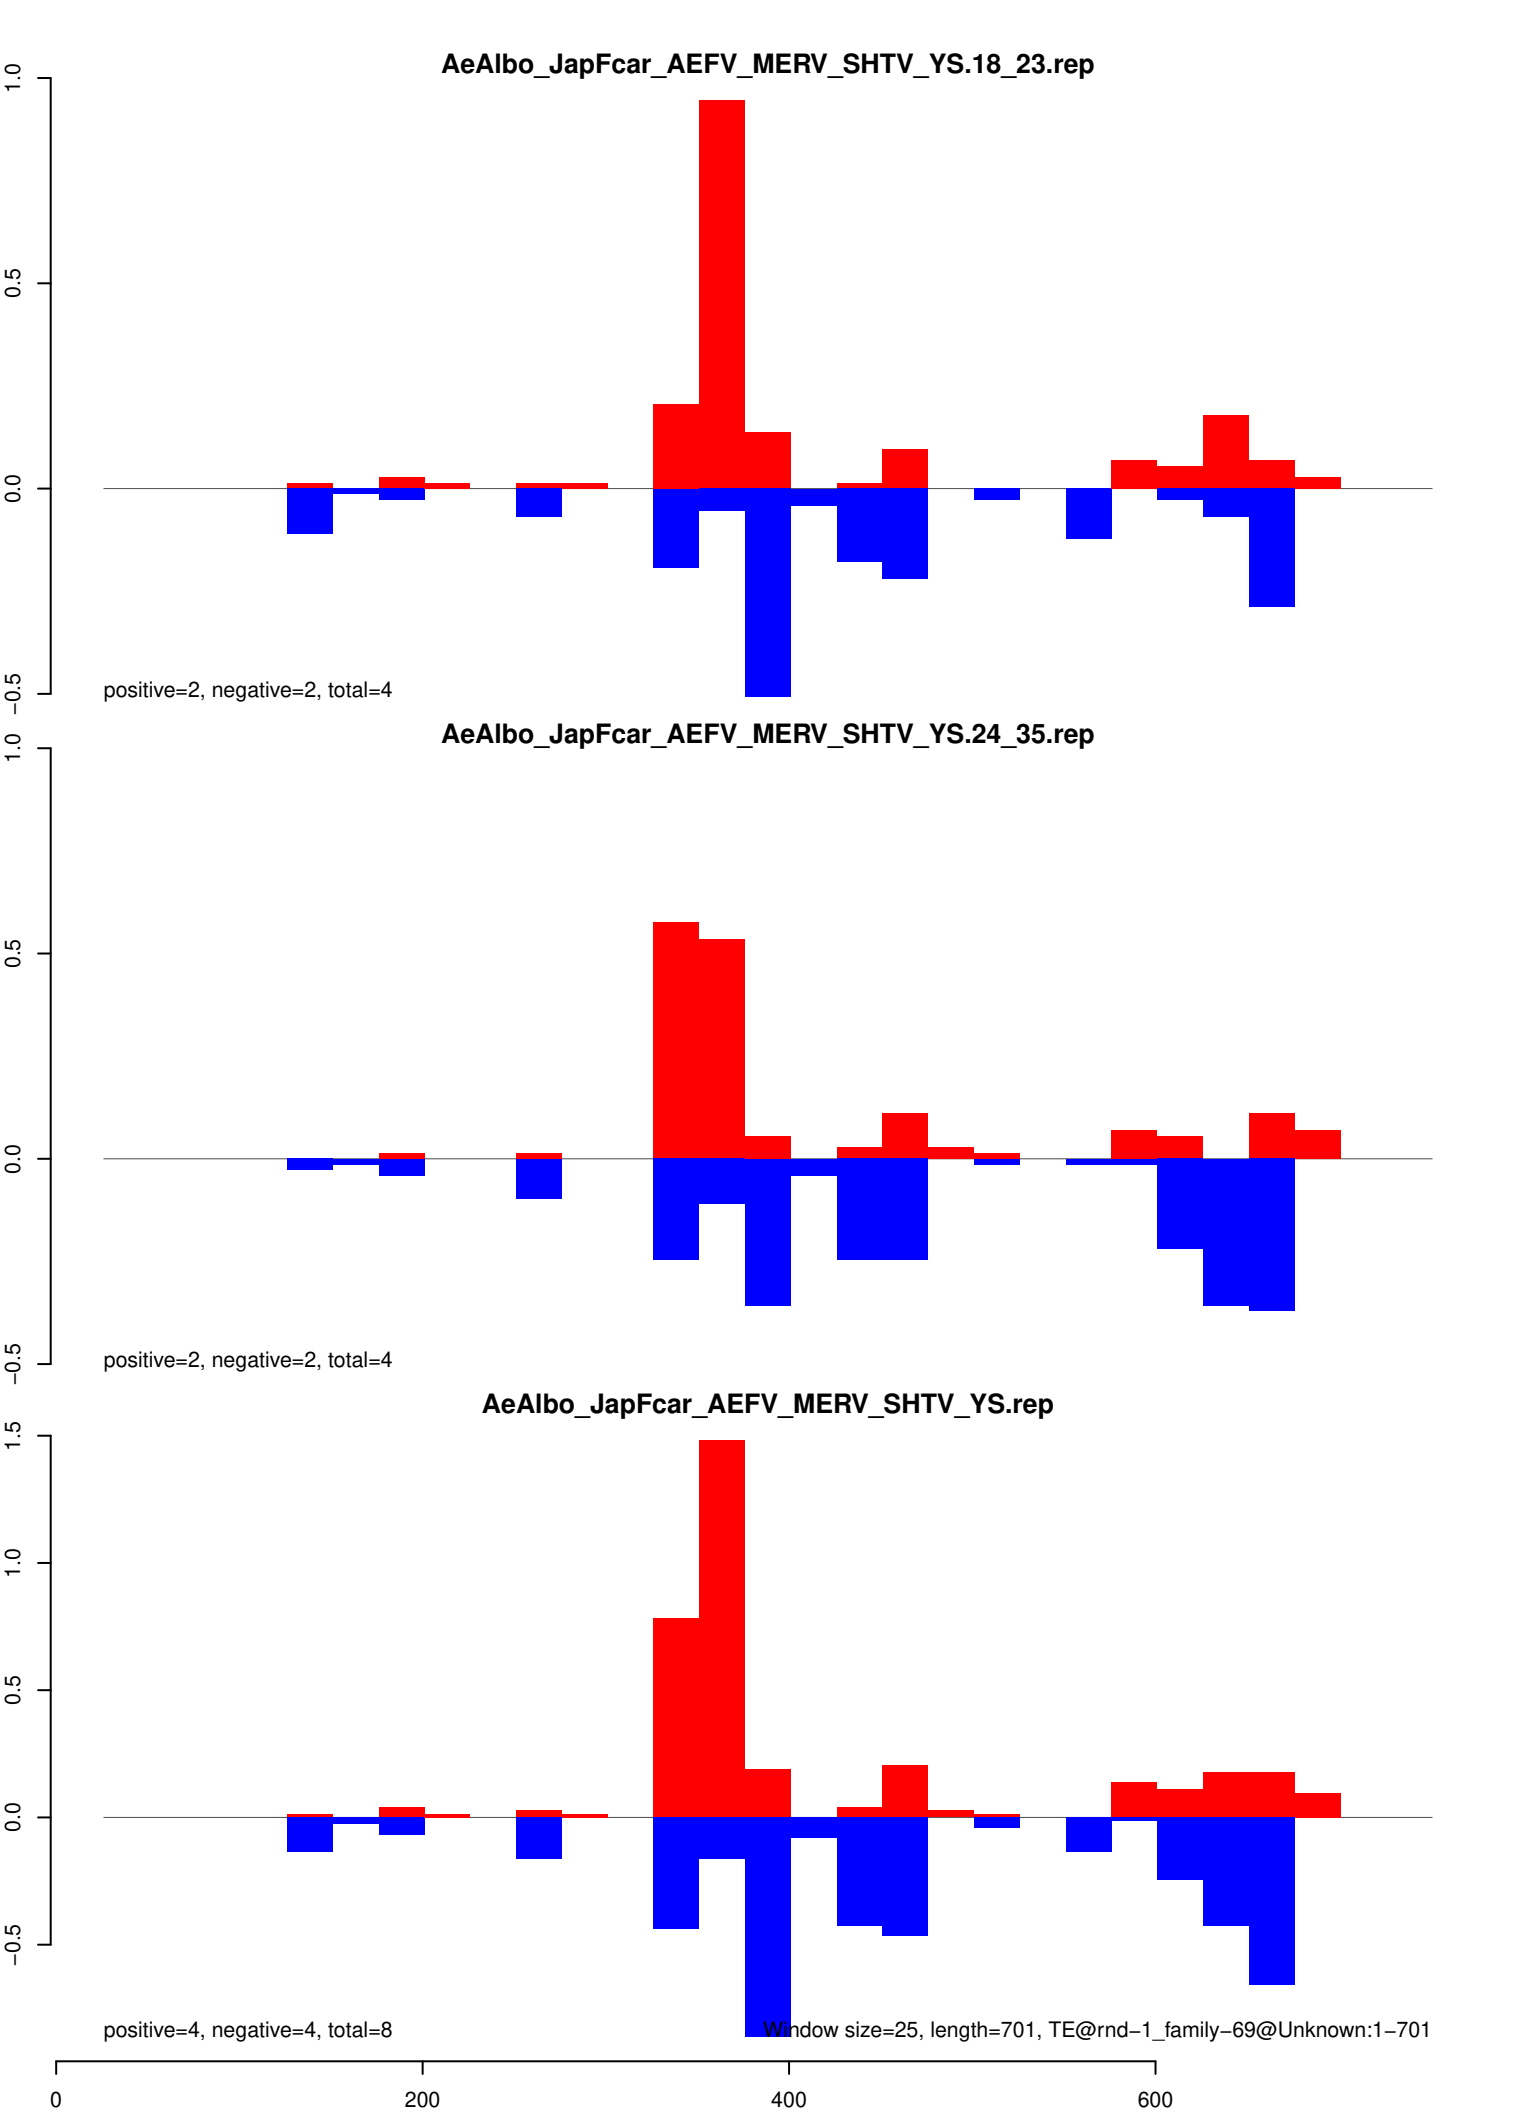 AeAlbo_JapFcar_AEFV_MERV_SHTV_YS.18_23.rep
1.0
0.5
0.0
−0.5
positive=2, negative=2, total=4
AeAlbo_JapFcar_AEFV_MERV_SHTV_YS.24_35.rep
1.0
0.5
0.0
−0.5
positive=2, negative=2, total=4
AeAlbo_JapFcar_AEFV_MERV_SHTV_YS.rep
1.5
1.0
0.5
0.0
−0.5
positive=4, negative=4, total=8
Window size=25, length=701, TE@rnd−1_family−69@Unknown:1−701
0 200 400 600